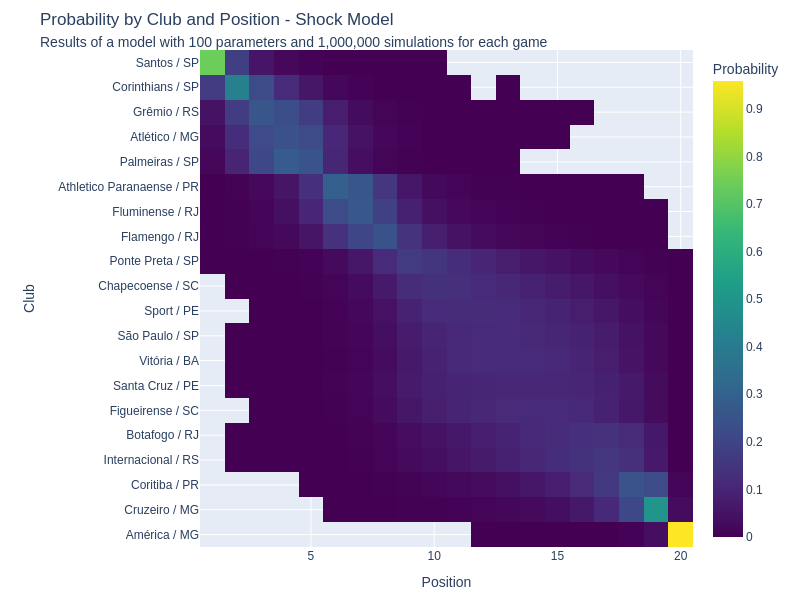 Probability by Club and Position - Shock Model
Results of a model with 100 parameters and 1,000,000 simulations for each game
Probability
Club
Santos / SP
Corinthians / SP
Grêmio / RS
Atlético / MG
Palmeiras / SP
Athletico Paranaense / PR
Fluminense / RJ
Flamengo / RJ
Ponte Preta / SP
Chapecoense / SC
Sport / PE
São Paulo / SP
Vitória / BA
Santa Cruz / PE
Figueirense / SC
Botafogo / RJ
Internacional / RS
Coritiba / PR
Cruzeiro / MG
América / MG
0.9
0.8
0.7
0.6
0.5
0.4
0.3
0.2
0.1
0
5 10 15 20
Position